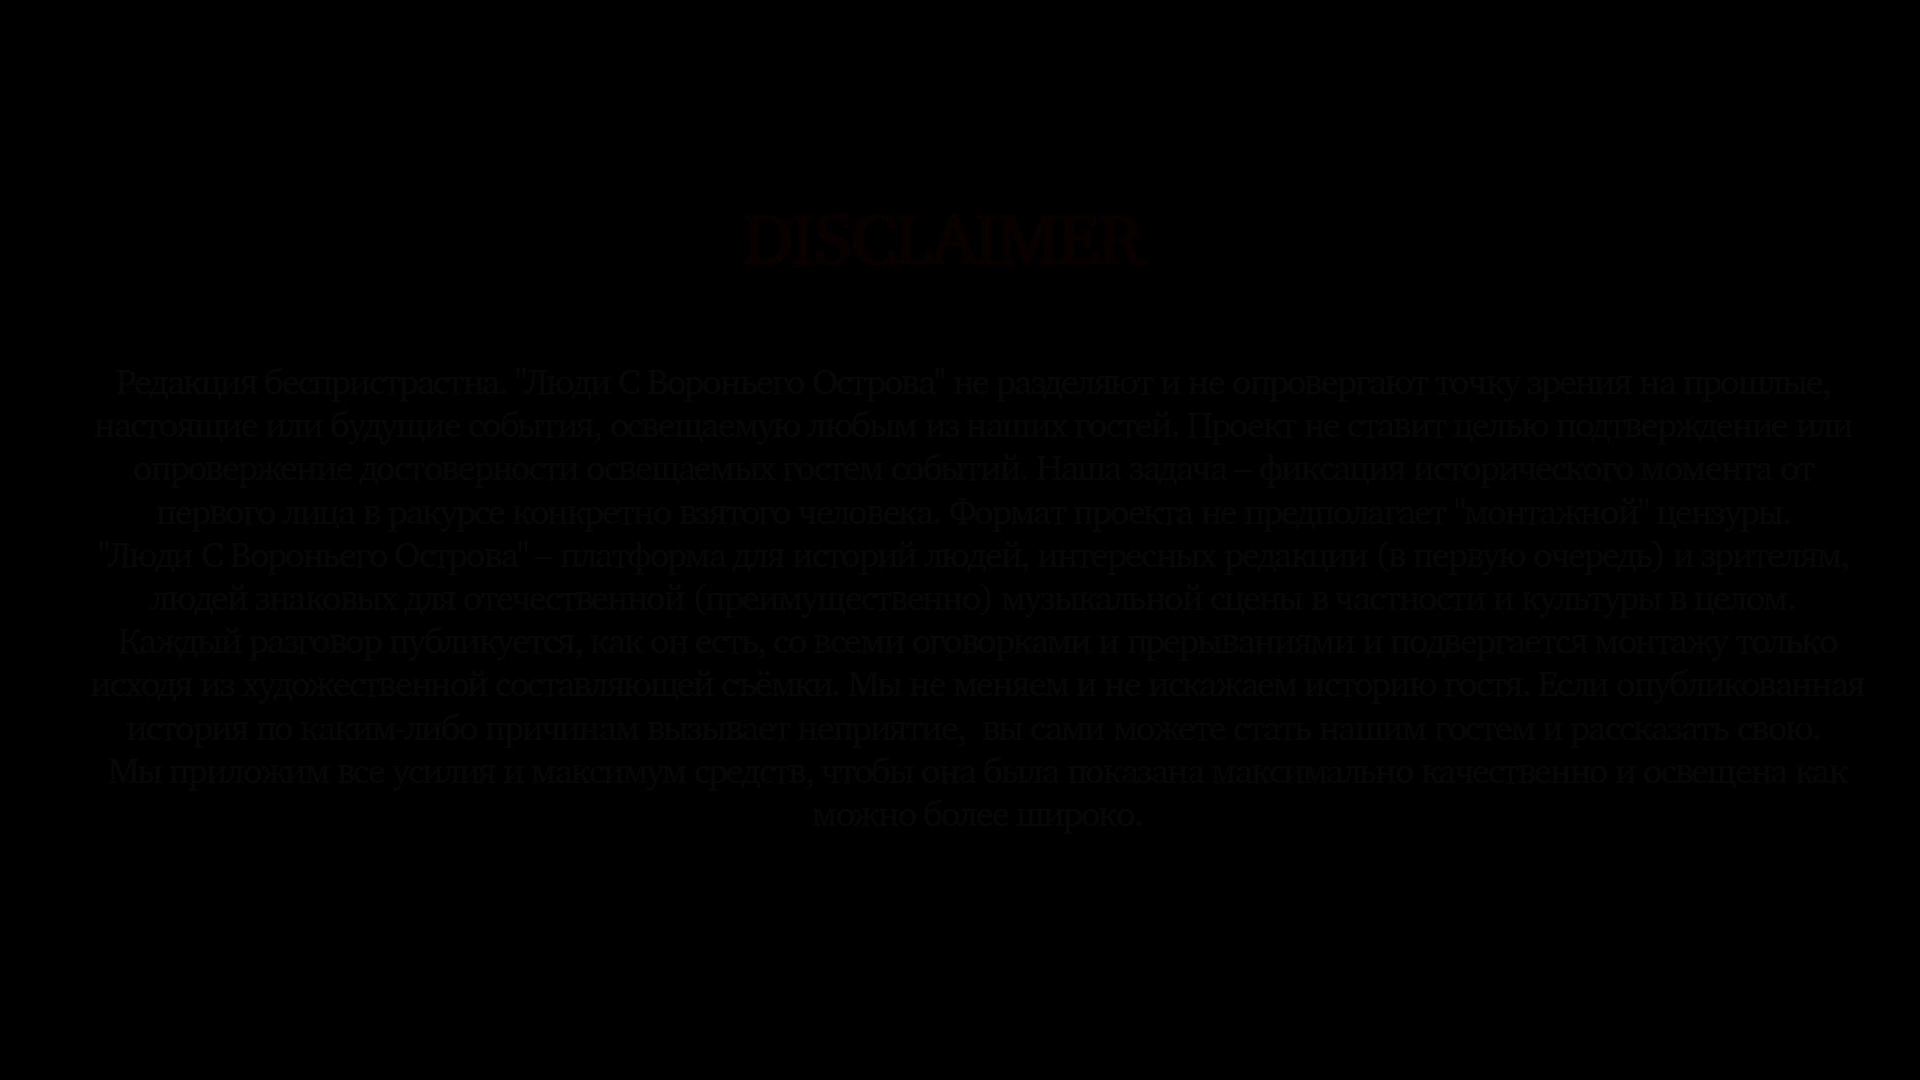 DISCLAIMER
Редакция беспристрастна. "Люди С Вороньего Острова" не разделяют и не опровергают точку зрения на прошлые,
настоящие или будущие события, освещаемую любым из наших гостей. Проект не ставит целью подтверждение или
опровержение достоверности освещаемых гостем событий. Наша задача – фиксация исторического момента от
первого лица в ракурсе конкретно взятого человека. Формат проекта не предполагает "монтажной" цензуры.
"Люди С Вороньего Острова" – платформа для историй людей, интересных редакции (в первую очередь) и зрителям,
людей знаковых для отечественной (преимущественно) музыкальной сцены в частности и культуры в целом.
Каждый разговор публикуется, как он есть, со всеми оговорками и прерываниями и подвергается монтажу только
исходя из художественной составляющей съёмки. Мы не меняем и не искажаем историю гостя. Если опубликованная
история по каким-либо причинам вызывает неприятие, вы сами можете стать нашим гостем и рассказать свою.
Мы приложим все усилия и максимум средств, чтобы она была показана максимально качественно и освещена как
можно более широко.